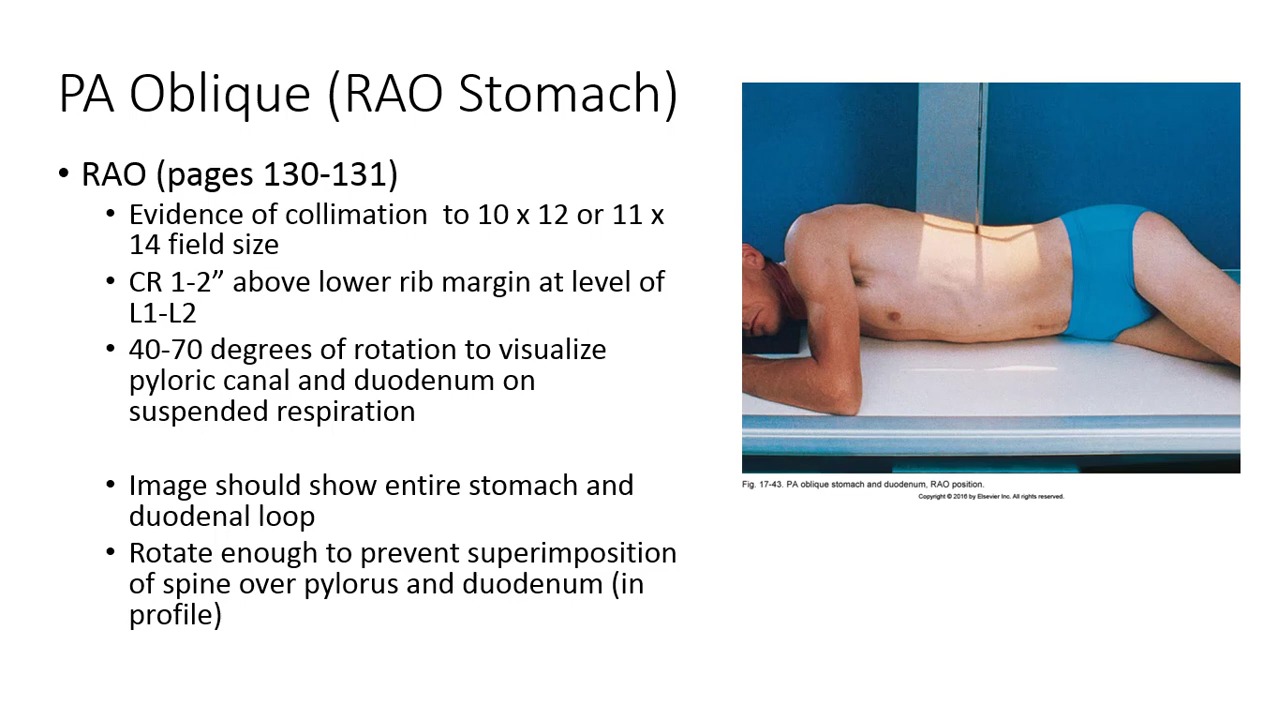 PA Oblique (RAO Stomach)
• RAO (pages 130-131)
• Evidence of collimation  to 10 x 12 or 11 x
14 field size
• CR 1-2” above lower rib margin at level of
L1-L2
• 40-70 degrees of rotation to visualize
pyloric canal and duodenum on
suspended respiration
• Image should show entire stomach and
duodenal loop
• Rotate enough to prevent superimposition
of spine over pylorus and duodenum (in
profile)
Fig. 17-43. PA oblique stomach and duodenum, RAO position.
Copyright © 2016 by Elsevier Inc. All rights reserved.